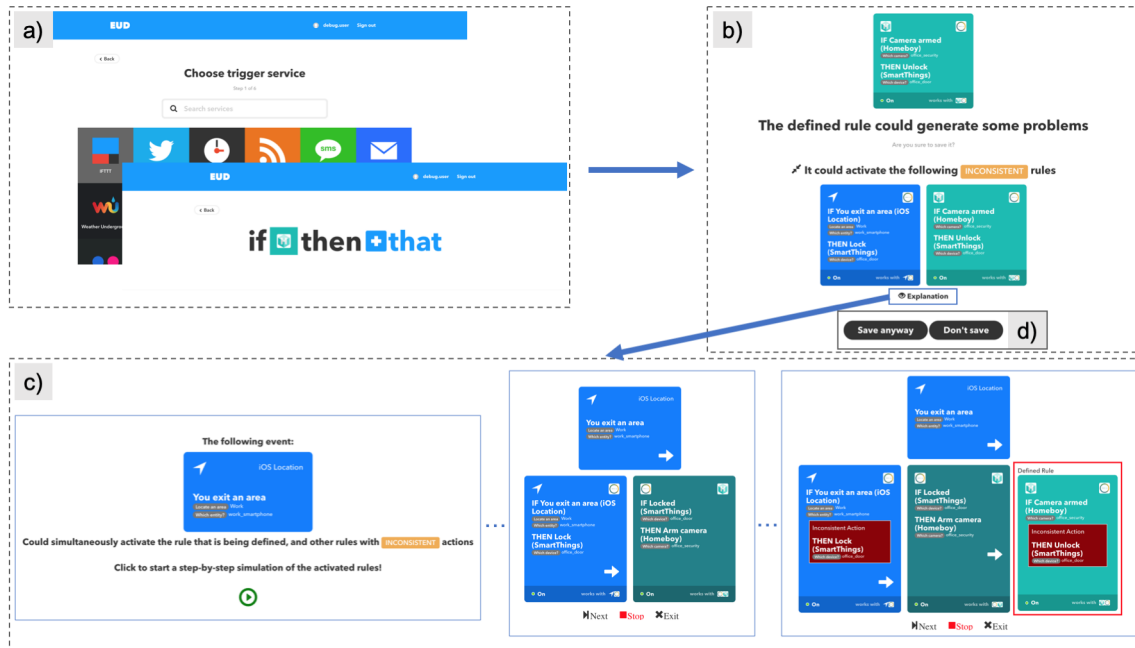 a)
EUD
debug.user Sign out
Back
Choose trigger service
Step 1 of 6
Search services
sms
IFTTT
Weather Undergro
EUD
debug.user Sign out
Back
if then that
b)
IF Camera armed
(Homeboy)
Which camera? office_security
THEN Unlock
(SmartThings)
Which device? office_door
On works with
The defined rule could generate some problems
Are you sure to save it?
It could activate the following INCONSISTENT rules
IF You exit an area (iOS
Location)
Locate an area Work
Which entity? work_smartphone
THEN Lock
(SmartThings)
Which device? office_door
On works with
IF Camera armed
(Homeboy)
Which camera? office_security
THEN Unlock
(SmartThings)
Which device? office_door
On works with
Explanation
Save anyway Don't save
d)
c)
The following event:
iOS Location
You exit an area
Locate an area Work
Which entity? work_smartphone
Could simultaneously activate the rule that is being defined, and other rules with INCONSISTENT actions
Click to start a step-by-step simulation of the activated rules!
...
iOS Location
You exit an area
Locate an area Work
Which entity? work_smartphone
IF You exit an area (iOS
Location)
Locate an area Work
Which entity? work_smartphone
THEN Lock
(SmartThings)
Which device? office_door
On works with
IF Locked
(SmartThings)
Which device? office_door
THEN Arm camera
(Homeboy)
Which camera? office_security
On works with
Next Stop Exit
...
iOS Location
You exit an area
Locate an area Work
Which entity? work_smartphone
IF You exit an area (iOS
Location)
Locate an area Work
Which entity? work_smartphone
Inconsistent Action
THEN Lock
(SmartThings)
Which device? office_door
On works with
IF Locked
(SmartThings)
Which device? office_door
THEN Arm camera
(Homeboy)
Which camera? office_security
On works with
Defined Rule
IF Camera armed
(Homeboy)
Which camera? office_security
Inconsistent Action
THEN Unlock
(SmartThings)
Which device? office_door
On works with
Next Stop Exit